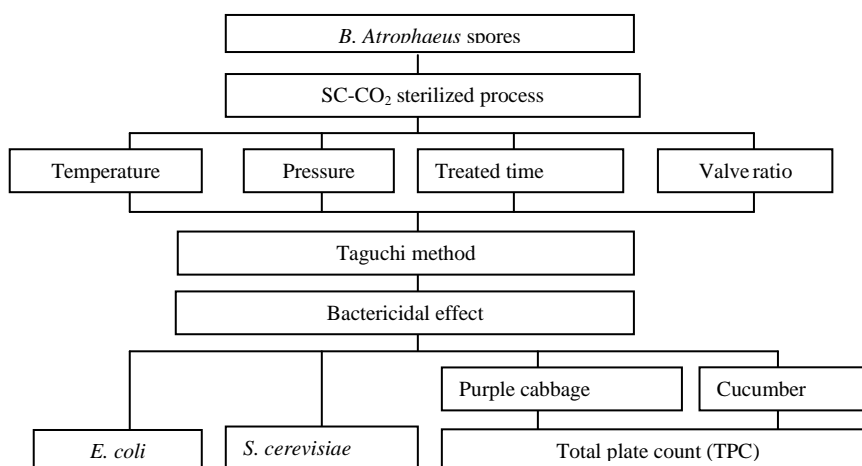 B. Atrophaeus spores
SC-CO₂ sterilized process
Temperature
Pressure
Treated time
Valve ratio
Taguchi method
Bactericidal effect
Purple cabbage
Cucumber
E. coli
S. cerevisiae
Total plate count (TPC)